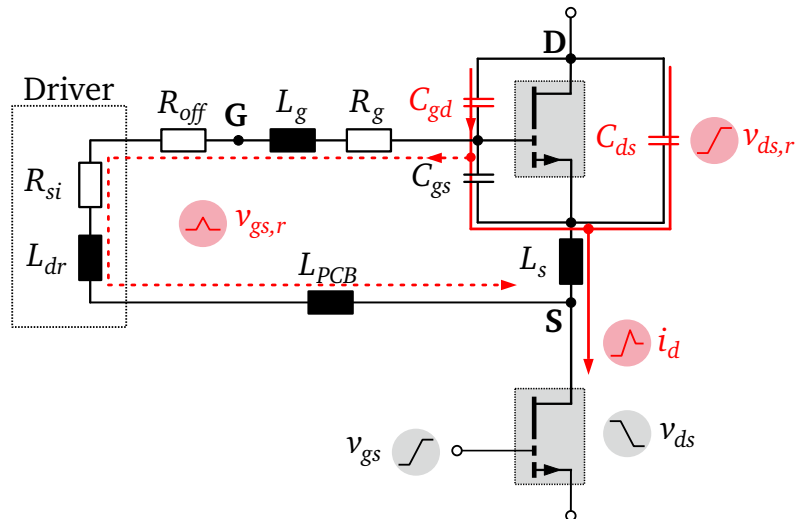 D
Driver
R_off
G
L_g
R_g
C_gd
C_ds
v_ds,r
R_si
C_gs
v_gs,r
L_dr
L_PCB
L_s
S
i_d
v_gs
v_ds